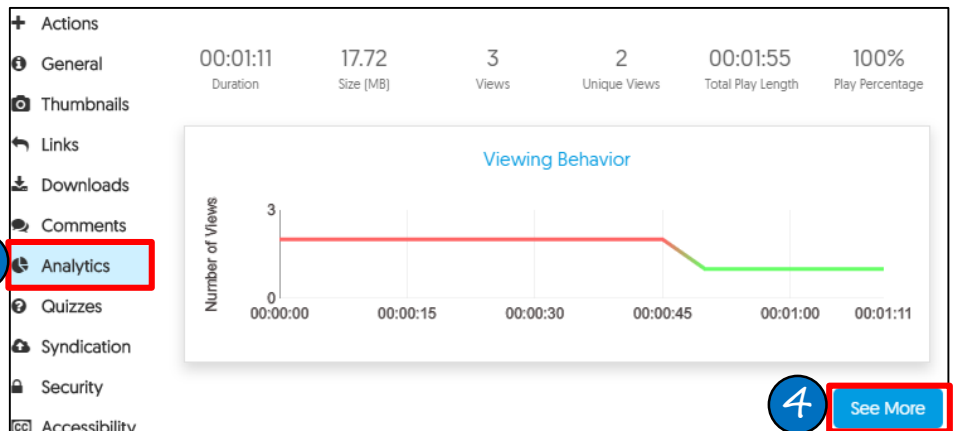 Actions
General
Thumbnails
Links
Downloads
Comments
Analytics
Quizzes
Syndication
Security
CC Accessibility
00:01:11 17.72 3 2 00:01:55 100%
Duration Size (MB) Views Unique Views Total Play Length Play Percentage
Viewing Behavior
Number of Views
3
0
00:00:00 00:00:15 00:00:30 00:00:45 00:01:00 00:01:11
4 See More